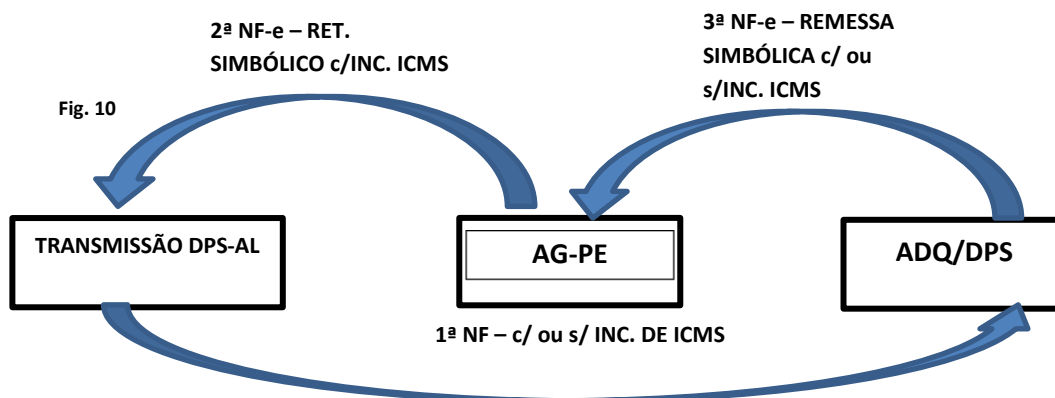 2ª NF-e – RET.
SIMBÓLICO c/INC. ICMS
3ª NF-e – REMESSA
SIMBÓLICA c/ ou
s/INC. ICMS
Fig. 10
TRANSMISSÃO DPS-AL
AG-PE
ADQ/DPS
1ª NF – c/ ou s/ INC. DE ICMS